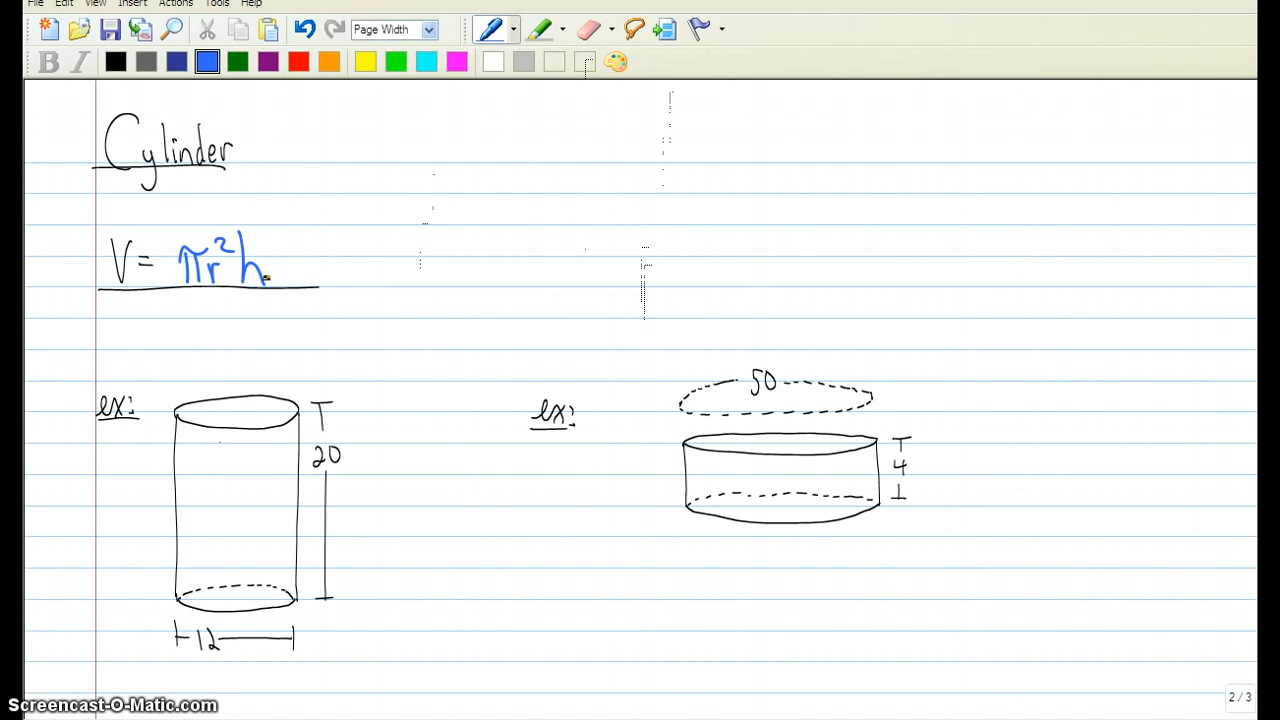 File Edit View Insert Actions Tools Help
Page Width
B I
Cylinder
V = πr²h
ex:
20
12
ex:
50
4
2 / 3
Screencast-O-Matic.com